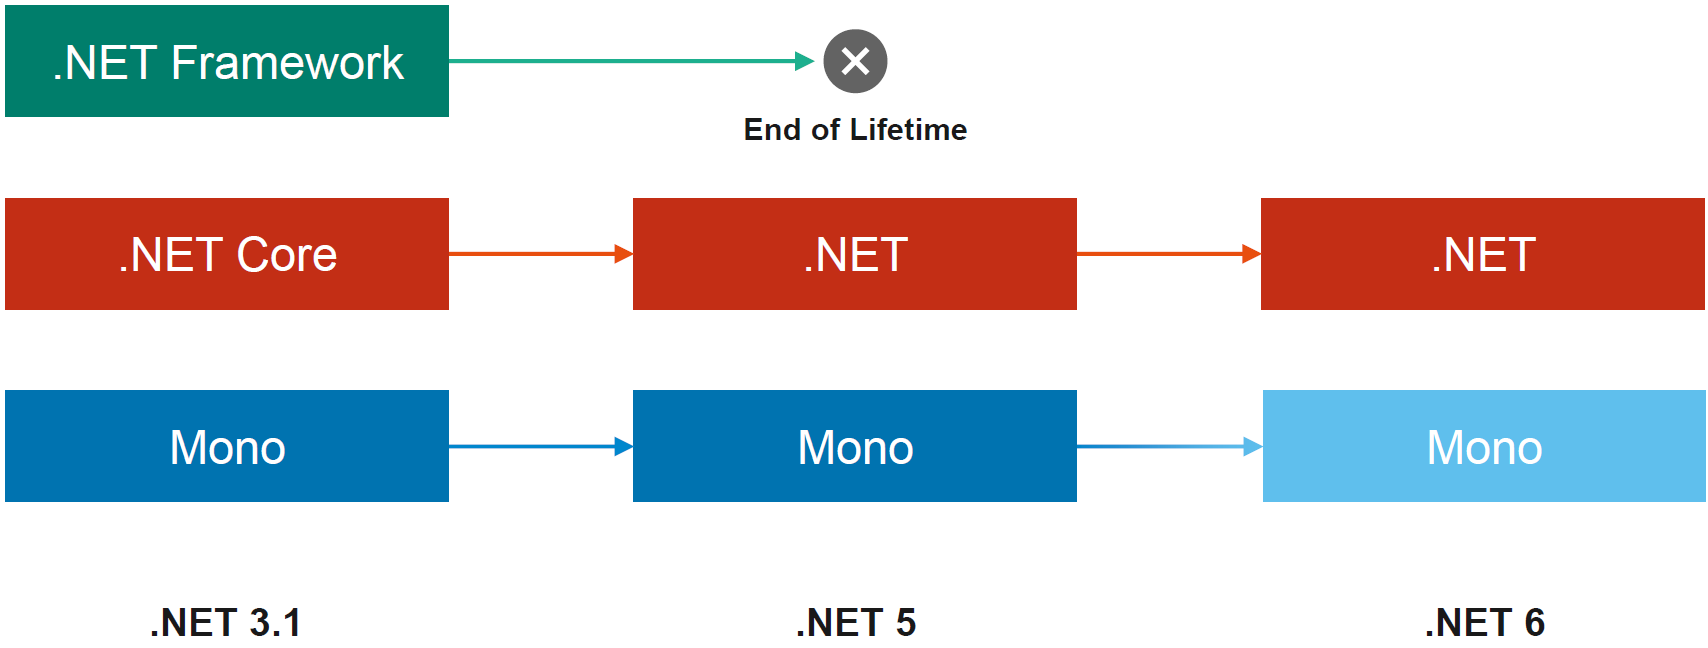 .NET Framework
End of Lifetime
.NET Core
.NET
.NET
Mono
Mono
Mono
.NET 3.1
.NET 5
.NET 6